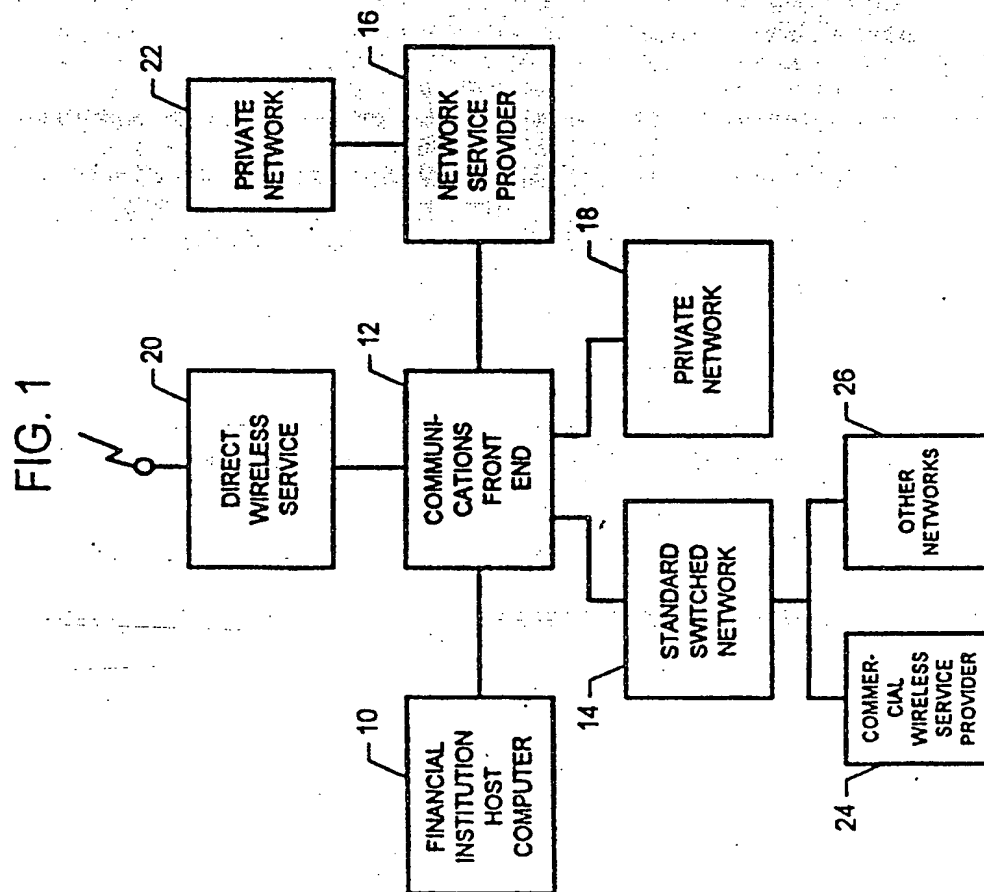 FIG. 1
20
DIRECT
WIRELESS
SERVICE
22
PRIVATE
NETWORK
10
FINANCIAL
INSTITUTION
HOST
COMPUTER
12
COMMUNI-
CATIONS
FRONT
END
16
NETWORK
SERVICE
PROVIDER
14
STANDARD
SWITCHED
NETWORK
18
PRIVATE
NETWORK
24
COMMER-
CIAL
WIRELESS
SERVICE
PROVIDER
26
OTHER
NETWORKS